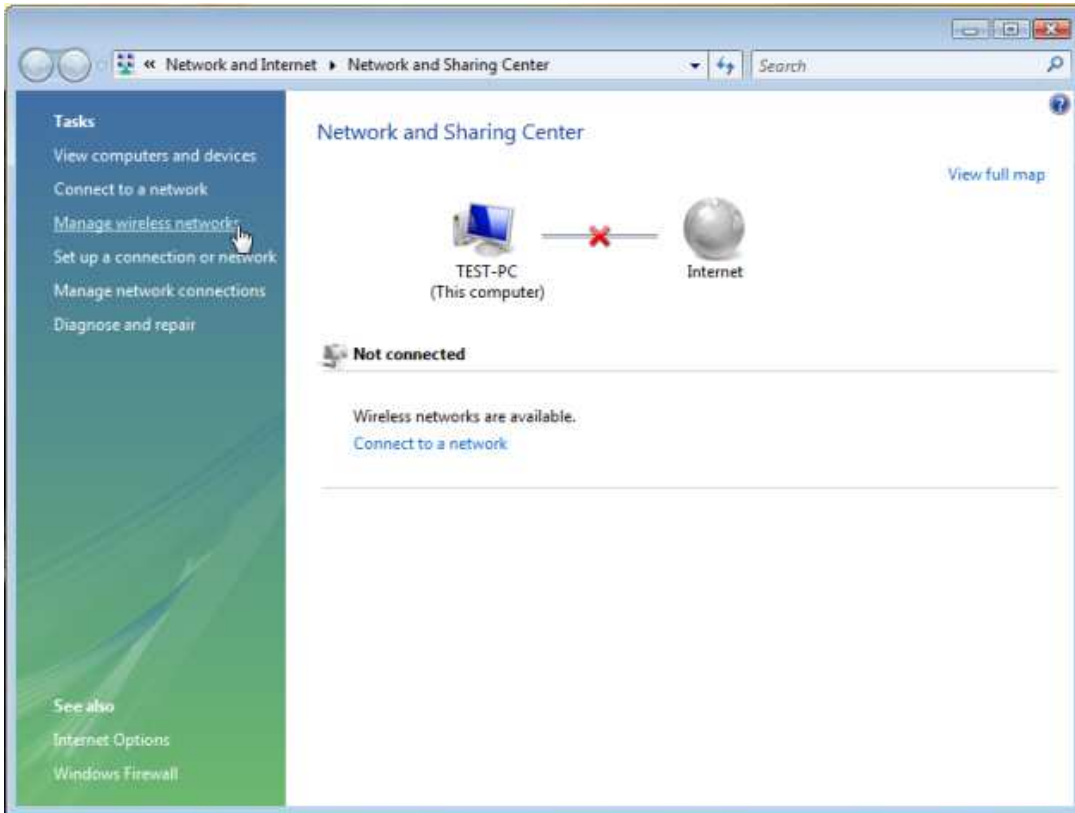 « Network and Internet ▸ Network and Sharing Center
Search
Tasks
View computers and devices
Connect to a network
Manage wireless networks
Set up a connection or network
Manage network connections
Diagnose and repair
See also
Internet Options
Windows Firewall
Network and Sharing Center
View full map
TEST-PC
(This computer)
Internet
Not connected
Wireless networks are available.
Connect to a network